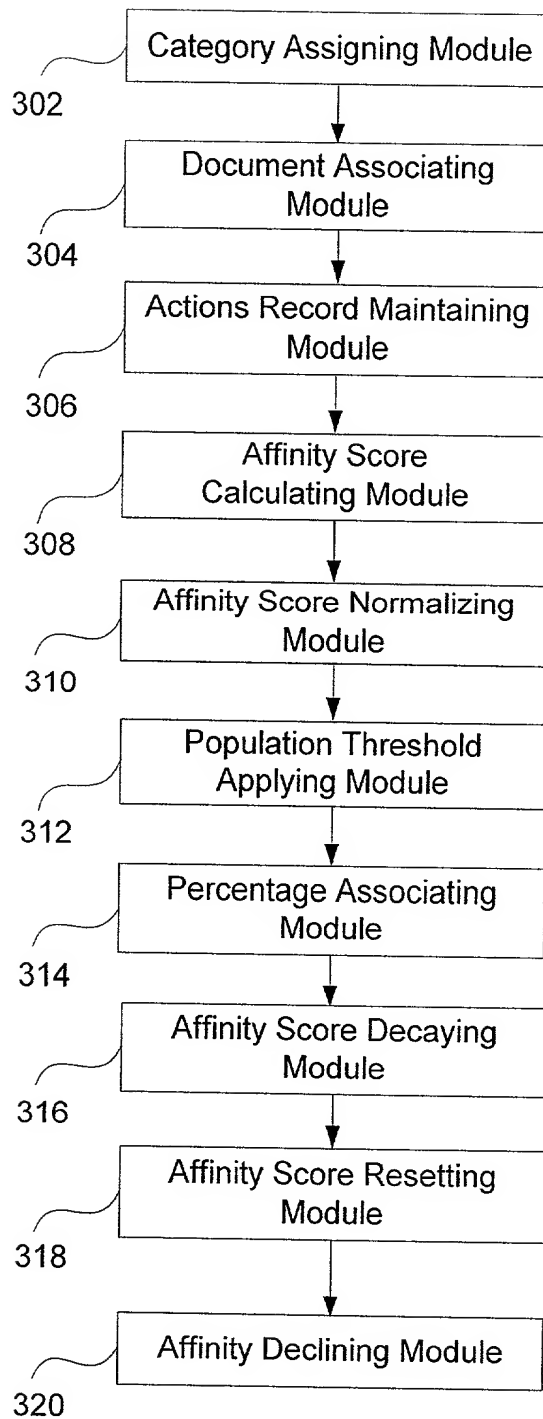 Category Assigning Module
302
Document Associating
Module
304
Actions Record Maintaining
Module
306
Affinity Score
Calculating Module
308
Affinity Score Normalizing
Module
310
Population Threshold
Applying Module
312
Percentage Associating
Module
314
Affinity Score Decaying
Module
316
Affinity Score Resetting
Module
318
Affinity Declining Module
320